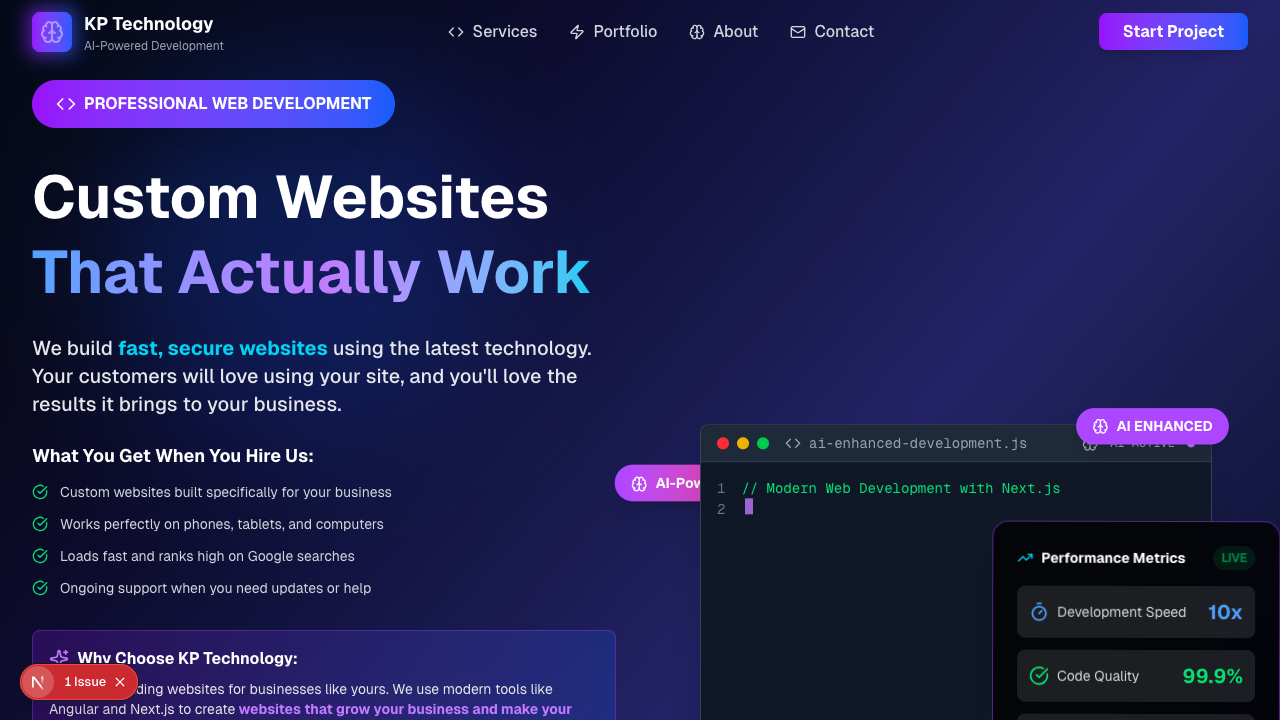 KP Technology
AI-Powered Development
Services
Portfolio
About
Contact
Start Project
PROFESSIONAL WEB DEVELOPMENT
Custom Websites
That Actually Work
We build fast, secure websites using the latest technology.
Your customers will love using your site, and you'll love the
results it brings to your business.
What You Get When You Hire Us:
Custom websites built specifically for your business
Works perfectly on phones, tablets, and computers
Loads fast and ranks high on Google searches
Ongoing support when you need updates or help
Why Choose KP Technology:
ding websites for businesses like yours. We use modern tools like
Angular and Next.js to create websites that grow your business and make your
1 Issue
AI-Pow
ai-enhanced-development.js
AI ENHANCED
1 // Modern Web Development with Next.js
2
Performance Metrics
LIVE
Development Speed
10x
Code Quality
99.9%